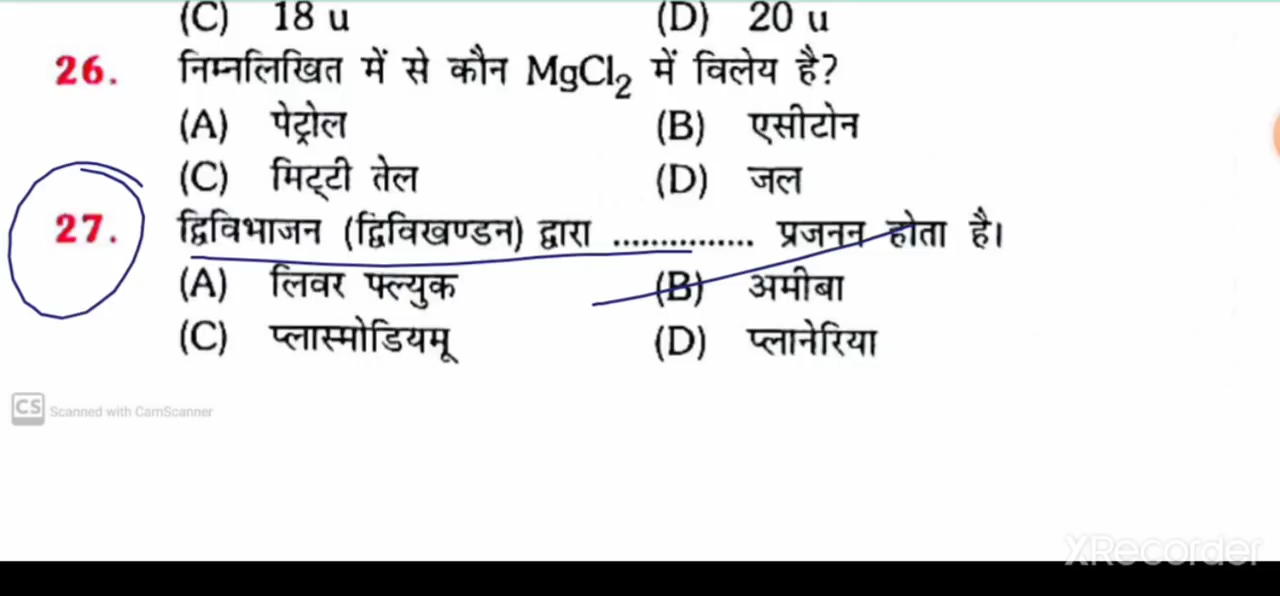 (C) 18 u (D) 20 u
26. निम्नलिखित में से कौन MgCl₂ में विलेय है?
(A) पेट्रोल (B) एसीटोन
(C) मिट्टी तेल (D) जल
27. द्विविभाजन (द्विविखण्डन) द्वारा ............... प्रजनन होता है।
(A) लिवर फ्ल्युक (B) अमीबा
(C) प्लास्मोडियमू (D) प्लानेरिया
CS Scanned with CamScanner
XRecorder